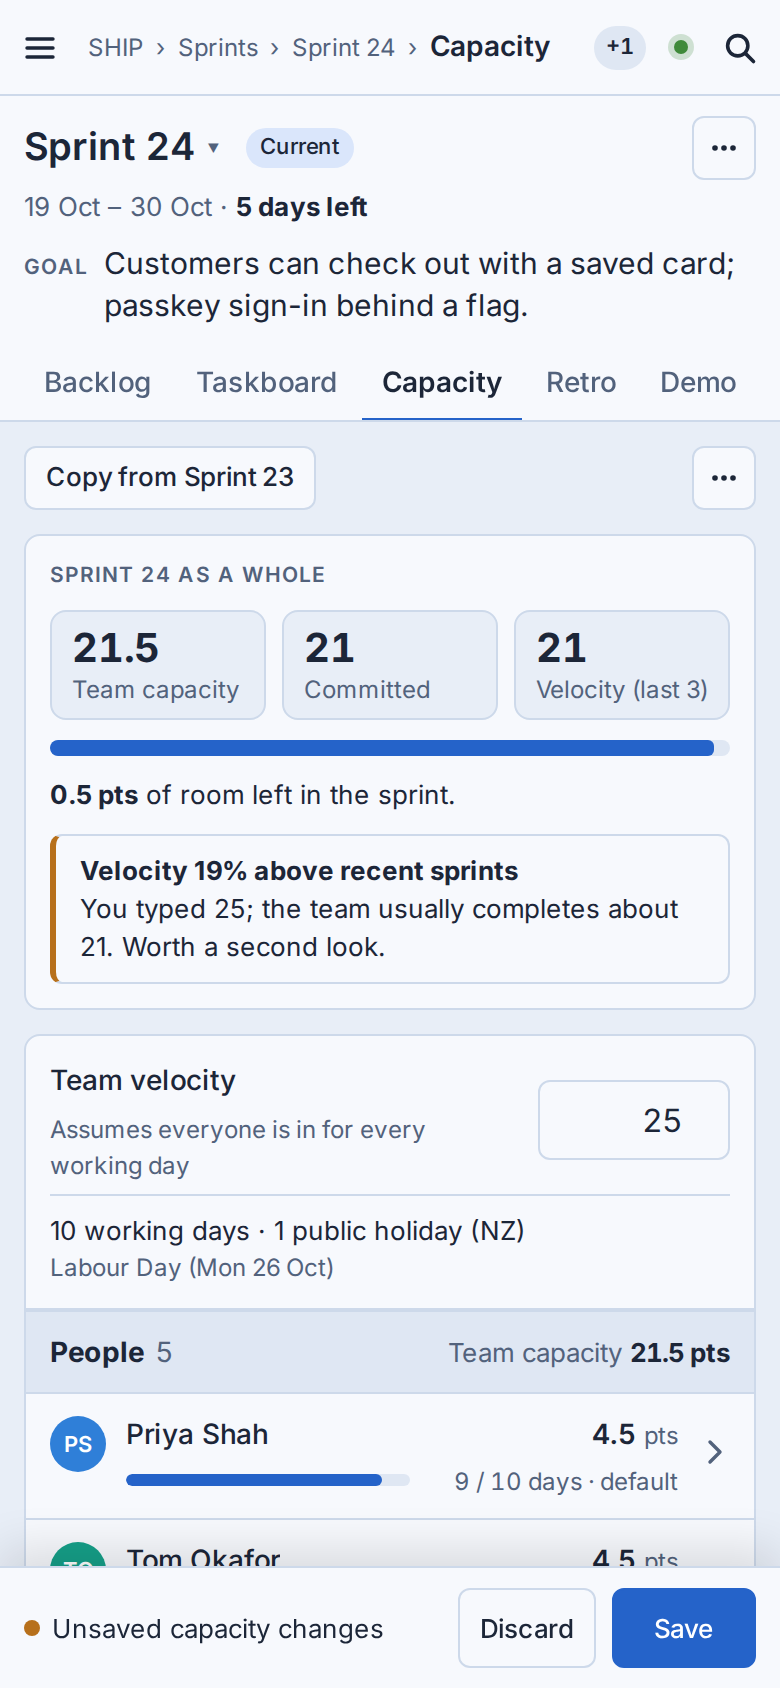 SHIP › Sprints › Sprint 24 › Capacity +1
Sprint 24 ▾ Current
19 Oct – 30 Oct · 5 days left
GOAL Customers can check out with a saved card;
passkey sign-in behind a flag.
Backlog Taskboard Capacity Retro Demo
Copy from Sprint 23
SPRINT 24 AS A WHOLE
21.5 21 21
Team capacity Committed Velocity (last 3)
0.5 pts of room left in the sprint.
Velocity 19% above recent sprints
You typed 25; the team usually completes about
21. Worth a second look.
Team velocity
25
Assumes everyone is in for every
working day
10 working days · 1 public holiday (NZ)
Labour Day (Mon 26 Oct)
People 5 Team capacity 21.5 pts
PS Priya Shah 4.5 pts
9 / 10 days · default
Tom Okafor 4.5 pts
Unsaved capacity changes Discard Save